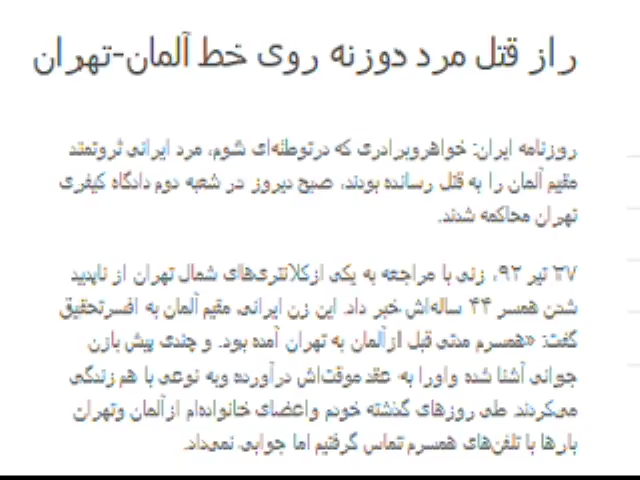 راز قتل مرد دوزنه روی خط آلمان-تهران
روزنامه ایران: خواهروبرادری که درتوطئه‌ای شوم، مرد ایرانی ثروتمند
مقیم آلمان را به قتل رسانده بودند، صبح دیروز در شعبه دوم دادگاه کیفری
تهران محاکمه شدند.
۲۷ تیر ۹۲، زنی با مراجعه به یکی ازکلانتری‌های شمال تهران از ناپدید
شدن همسر ۴۴ ساله‌اش خبر داد. این زن ایرانی مقیم آلمان به افسرتحقیق
گفت: «همسرم مدتی قبل ازآلمان به تهران آمده بود. و چندی پیش بازن
جوانی آشنا شده واورا به عقد موقت‌اش درآورده وبه نوعی با هم زندگی
می‌کردند. طی روزهای گذشته خودم واعضای خانواده‌ام ازآلمان وتهران
بارها با تلفن‌های همسرم تماس گرفتیم اما جوابی نمی‌داد.